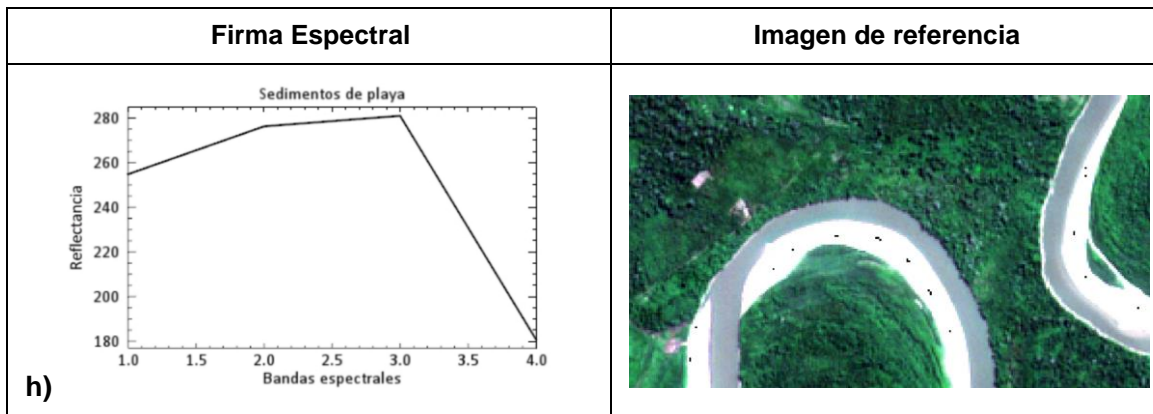 Firma Espectral
Imagen de referencia
Sedimentos de playa
Reflectancia
280
260
240
220
200
180
1.0 1.5 2.0 2.5 3.0 3.5 4.0
Bandas espectrales
h)